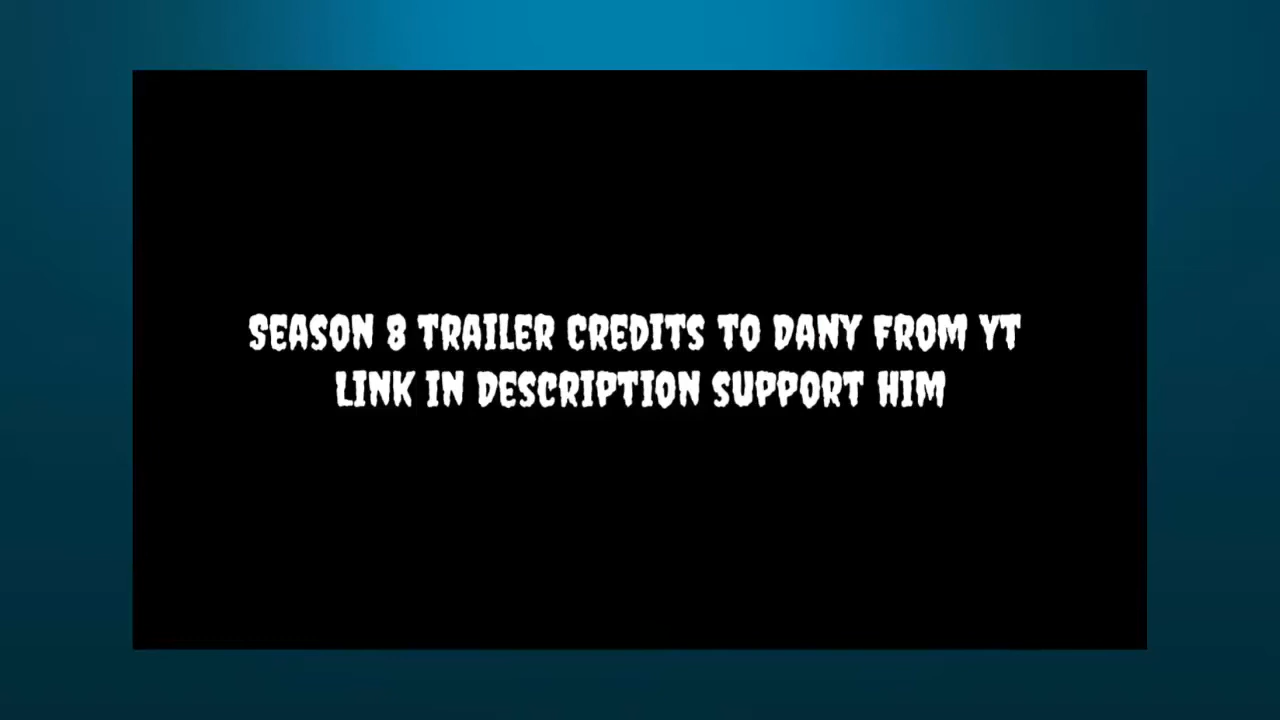 SEASON 8 TRAILER CREDITS TO DANY FROM YT
LINK IN DESCRIPTION SUPPORT HIM